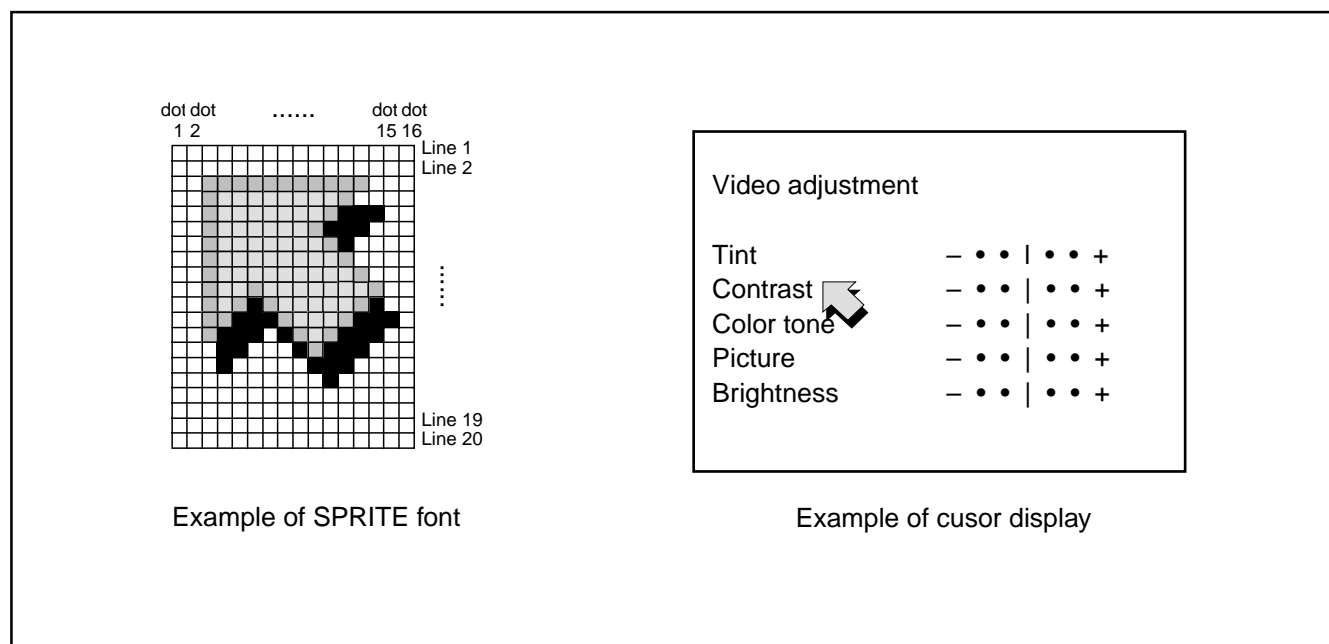 dot dot ...... dot dot
1 2 15 16
Line 1
Line 2
......
Line 19
Line 20
Example of SPRITE font
Video adjustment
Tint – • • | • • +
Contrast – • • | • • +
Color tone – • • | • • +
Picture – • • | • • +
Brightness – • • | • • +
Example of cusor display